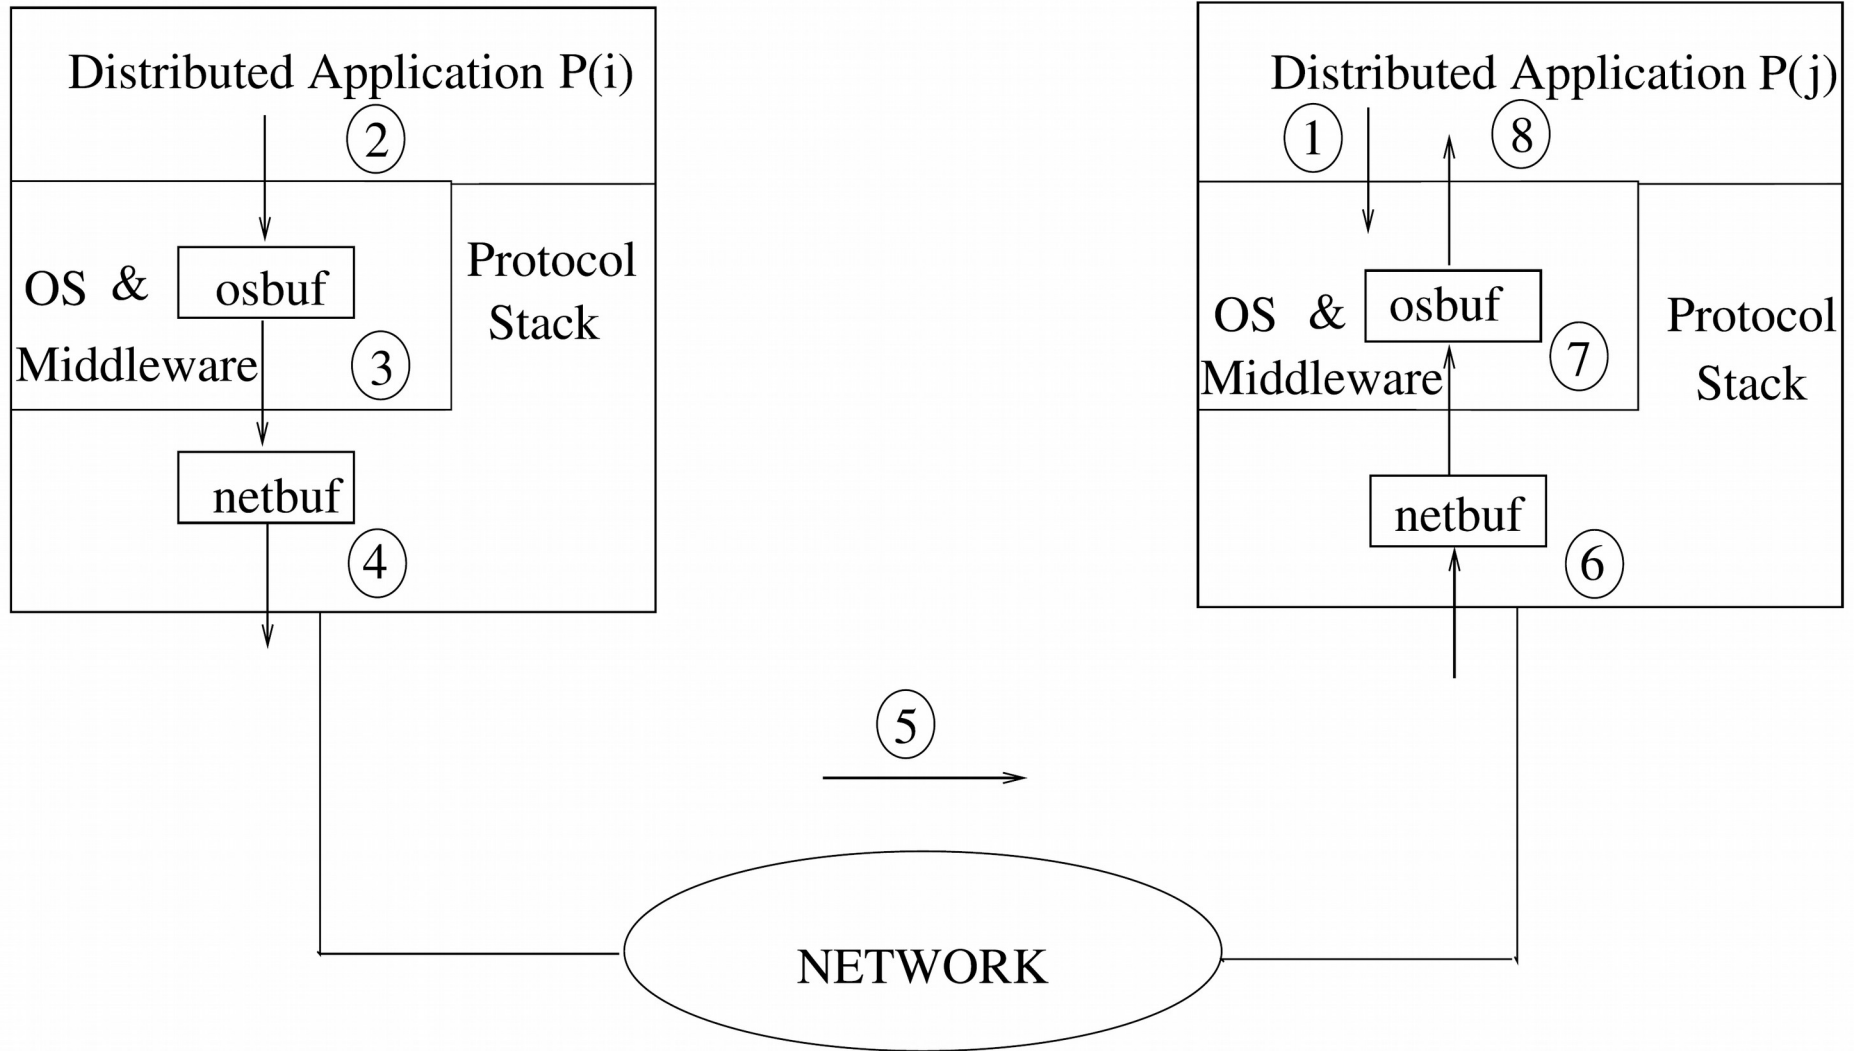 Distributed Application P(i)
2
OS & osbuf
Middleware
3
Protocol
Stack
netbuf
4
Distributed Application P(j)
1
8
OS & osbuf
Middleware
7
Protocol
Stack
netbuf
6
5
NETWORK